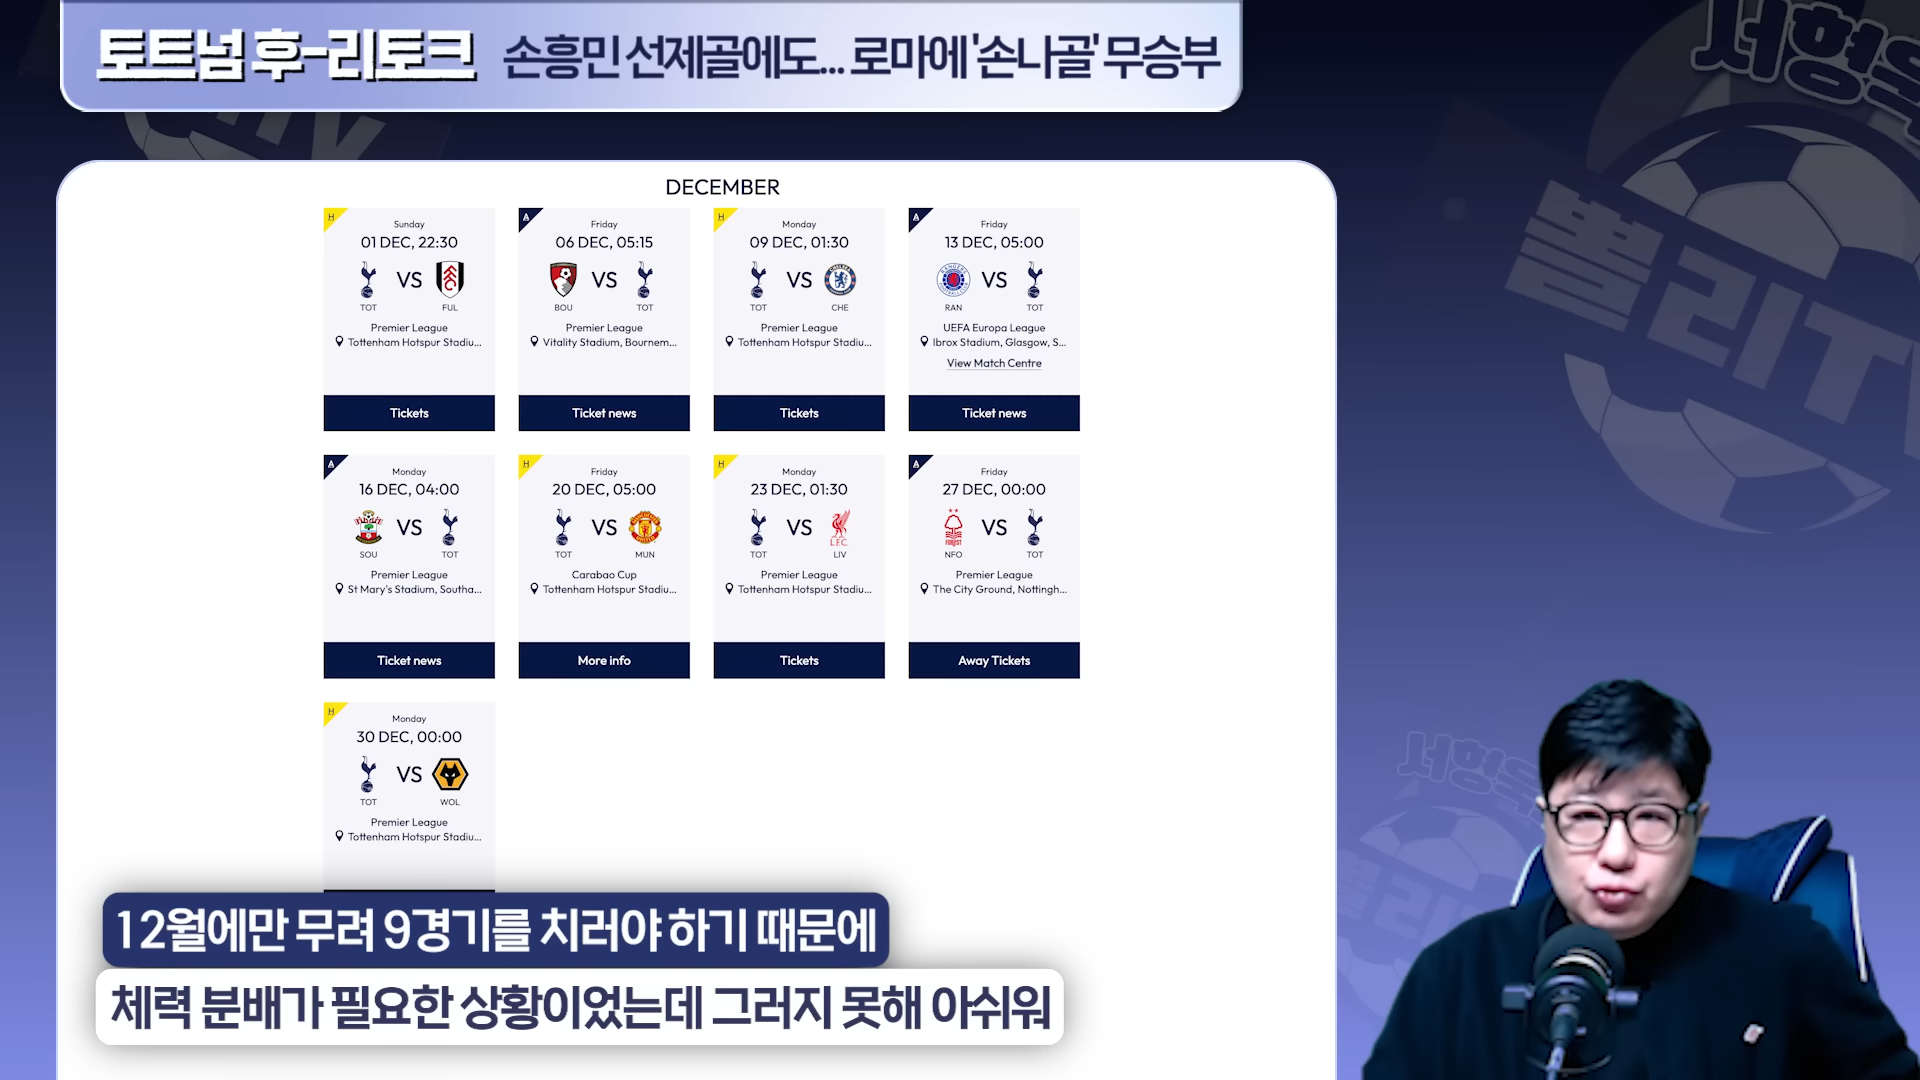 토트넘 후-리토크 손흥민 선제골에도... 로마에 '손나골' 무승부
DECEMBER
H
Sunday
01 DEC, 22:30
VS
TOT FUL
Premier League
Tottenham Hotspur Stadiu...
Tickets
A
Friday
06 DEC, 05:15
VS
BOU TOT
Premier League
Vitality Stadium, Bournem...
Ticket news
H
Monday
09 DEC, 01:30
VS
TOT CHE
Premier League
Tottenham Hotspur Stadiu...
Tickets
A
Friday
13 DEC, 05:00
VS
RAN TOT
UEFA Europa League
Ibrox Stadium, Glasgow, S...
View Match Centre
Ticket news
A
Monday
16 DEC, 04:00
VS
SOU TOT
Premier League
St Mary's Stadium, Southa...
Ticket news
H
Friday
20 DEC, 05:00
VS
TOT MUN
Carabao Cup
Tottenham Hotspur Stadiu...
More info
H
Monday
23 DEC, 01:30
VS
L.F.C.
TOT LIV
Premier League
Tottenham Hotspur Stadiu...
Tickets
A
Friday
27 DEC, 00:00
VS
FOREST
NFO TOT
Premier League
The City Ground, Nottingh...
Away Tickets
H
Monday
30 DEC, 00:00
VS
TOT WOL
Premier League
Tottenham Hotspur Stadiu...
12월에만 무려 9경기를 치러야 하기 때문에
체력 분배가 필요한 상황이었는데 그러지 못해 아쉬워
서형욱
뽈리TV